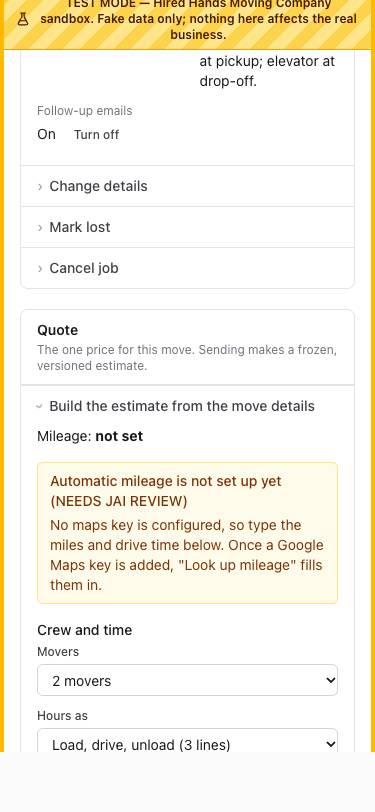 TEST MODE — Hired Hands Moving Company
sandbox. Fake data only; nothing here affects the real
business.
at pickup; elevator at
drop-off.
Follow-up emails
On Turn off
› Change details
› Mark lost
› Cancel job
Quote
The one price for this move. Sending makes a frozen,
versioned estimate.
Build the estimate from the move details
Mileage: not set
Automatic mileage is not set up yet
(NEEDS JAI REVIEW)
No maps key is configured, so type the
miles and drive time below. Once a Google
Maps key is added, "Look up mileage" fills
them in.
Crew and time
Movers
2 movers
Hours as
Load, drive, unload (3 lines)